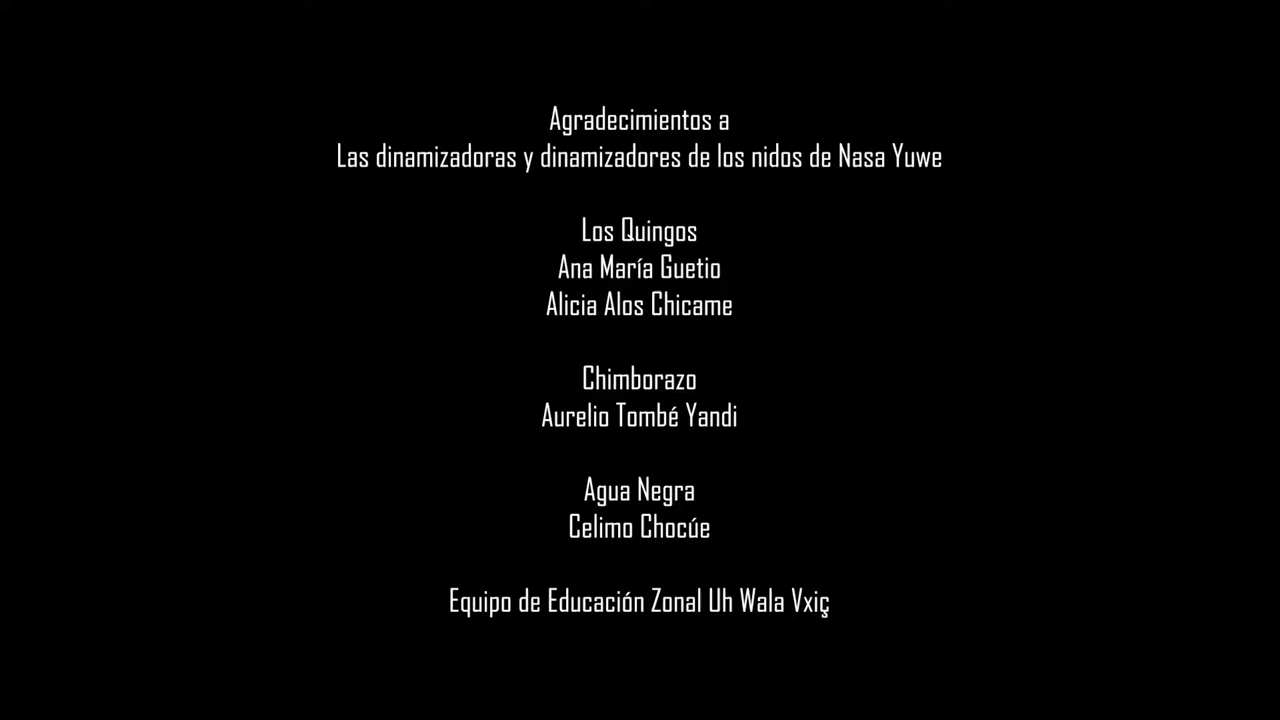 Agradecimientos a
Las dinamizadoras y dinamizadores de los nidos de Nasa Yuwe
Los Quingos
Ana María Guetio
Alicia Alos Chicame
Chimborazo
Aurelio Tombé Yandi
Agua Negra
Celimo Chocúe
Equipo de Educación Zonal Uh Wala Vxiç